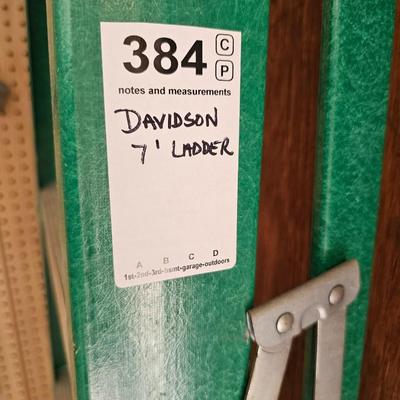 384 C
P
notes and measurements
DAVIDSON
7' LADDER
A B C D
1st-2nd-3rd-bsmt-garage-outdoors